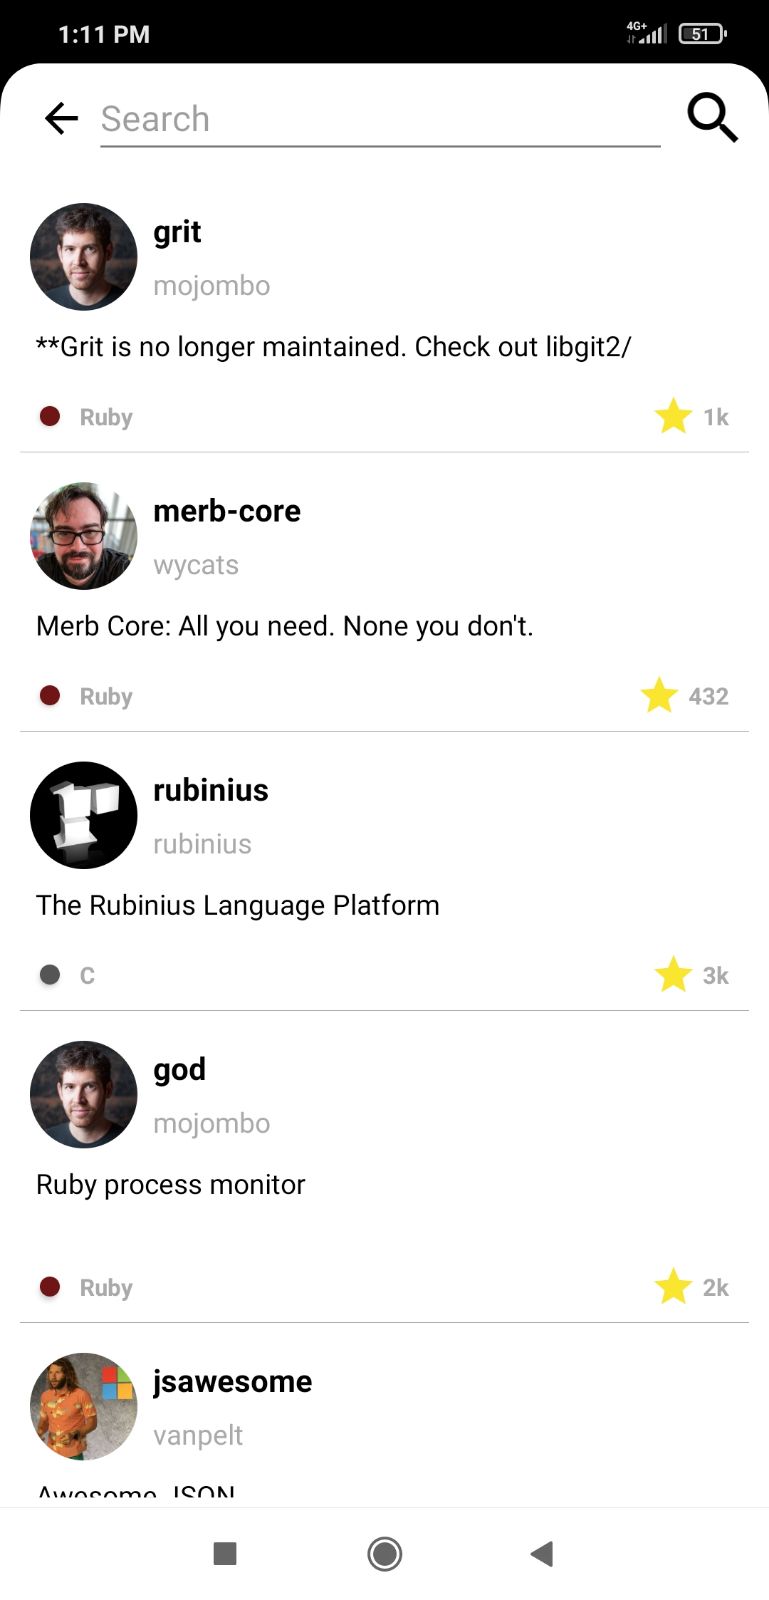 1:11 PM 4G+ 51
Search
grit
mojombo
**Grit is no longer maintained. Check out libgit2/
Ruby 1k
merb-core
wycats
Merb Core: All you need. None you don't.
Ruby 432
rubinius
rubinius
The Rubinius Language Platform
C 3k
god
mojombo
Ruby process monitor
Ruby 2k
jsawesome
vanpelt
Awesome JSON